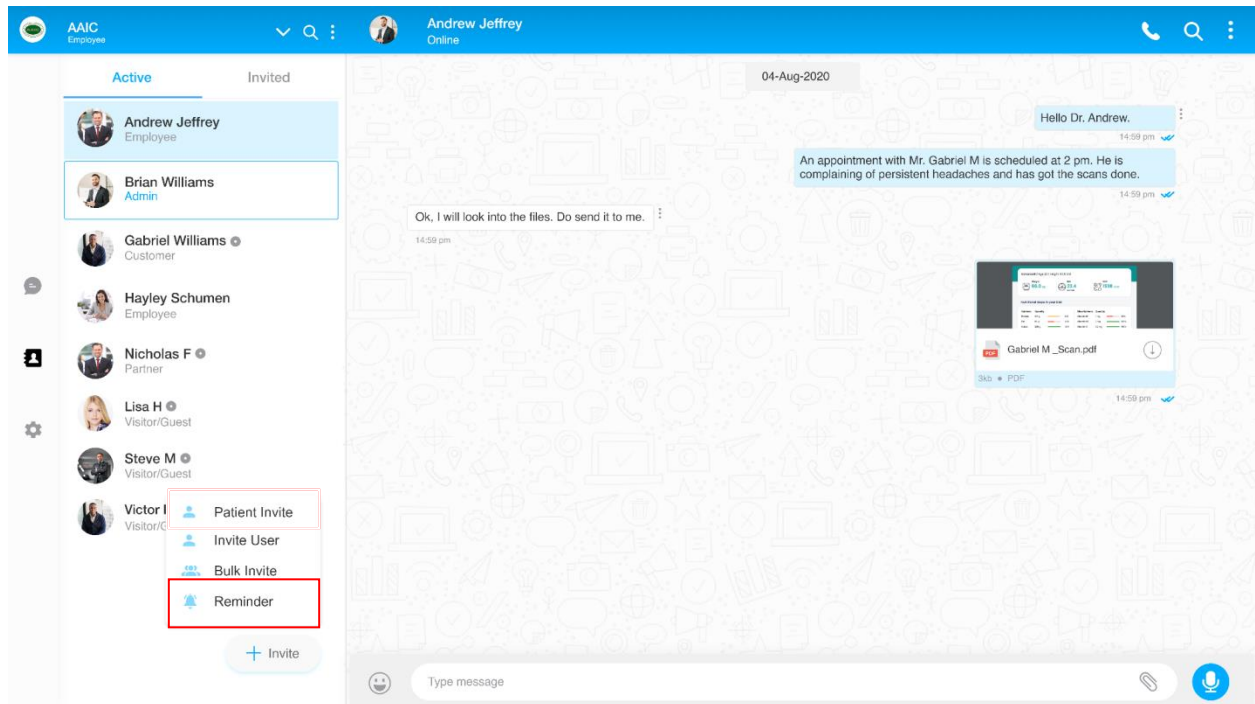 AAIC
Employee
Andrew Jeffrey
Online
Active
Invited
Andrew Jeffrey
Employee
Brian Williams
Admin
Gabriel Williams
Customer
Hayley Schumen
Employee
Nicholas F
Partner
Lisa H
Visitor/Guest
Steve M
Visitor/Guest
Victor
Visitor/G
Patient Invite
Invite User
Bulk Invite
Reminder
+ Invite
04-Aug-2020
Hello Dr. Andrew.
14:59 pm
An appointment with Mr. Gabriel M is scheduled at 2 pm. He is
complaining of persistent headaches and has got the scans done.
14:59 pm
Ok, I will look into the files. Do send it to me.
14:59 pm
PDF
Gabriel M _Scan.pdf
3kb • PDF
14:59 pm
Type message